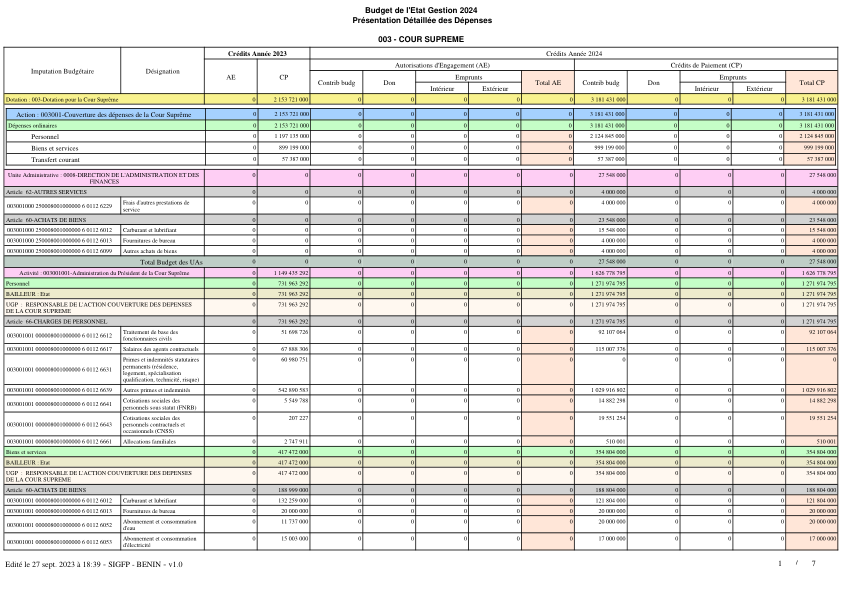 Budget de l'Etat Gestion 2024
Présentation Détaillée des Dépenses
003 - COUR SUPREME
Imputation Budgétaire Désignation Crédits Année 2023 Crédits Année 2024
AE CP Autorisations d'Engagement (AE) Crédits de Paiement (CP)
Contrib budg Don Emprunts Total AE Contrib budg Don Emprunts Total CP
Intérieur Extérieur Intérieur Extérieur
Dotation : 003-Dotation pour la Cour Suprême 0 2 153 721 000 0 0 0 0 0 3 181 431 000 0 0 0 3 181 431 000
Action : 003001-Couverture des dépenses de la Cour Suprême 0 2 153 721 000 0 0 0 0 0 3 181 431 000 0 0 0 3 181 431 000
Dépenses ordinaires 0 2 153 721 000 0 0 0 0 0 3 181 431 000 0 0 0 3 181 431 000
Personnel 0 1 197 135 000 0 0 0 0 0 2 124 845 000 0 0 0 2 124 845 000
Biens et services 0 899 199 000 0 0 0 0 0 999 199 000 0 0 0 999 199 000
Transfert courant 0 57 387 000 0 0 0 0 0 57 387 000 0 0 0 57 387 000
Unite Administrative : 0008-DIRECTION DE L'ADMINISTRATION ET DES FINANCES 0 0 0 0 0 0 0 27 548 000 0 0 0 27 548 000
Article 62-AUTRES SERVICES 0 0 0 0 0 0 0 4 000 000 0 0 0 4 000 000
003001000 250008001000000 6 0112 6229 Frais d'autres prestations de service 0 0 0 0 0 0 0 4 000 000 0 0 0 4 000 000
Article 60-ACHATS DE BIENS 0 0 0 0 0 0 0 23 548 000 0 0 0 23 548 000
003001000 250008001000000 6 0112 6012 Carburant et lubrifiant 0 0 0 0 0 0 0 15 548 000 0 0 0 15 548 000
003001000 250008001000000 6 0112 6013 Fournitures de bureau 0 0 0 0 0 0 0 4 000 000 0 0 0 4 000 000
003001000 250008001000000 6 0112 6099 Autres achats de biens 0 0 0 0 0 0 0 4 000 000 0 0 0 4 000 000
Total Budget des UAs 0 0 0 0 0 0 0 27 548 000 0 0 0 27 548 000
Activité : 003001001-Administration du Président de la Cour Suprême 0 1 149 435 292 0 0 0 0 0 1 626 778 795 0 0 0 1 626 778 795
Personnel 0 731 963 292 0 0 0 0 0 1 271 974 795 0 0 0 1 271 974 795
BAILLEUR : Etat 0 731 963 292 0 0 0 0 0 1 271 974 795 0 0 0 1 271 974 795
UGP : RESPONSABLE DE L'ACTION COUVERTURE DES DEPENSES DE LA COUR SUPREME 0 731 963 292 0 0 0 0 0 1 271 974 795 0 0 0 1 271 974 795
Article 66-CHARGES DE PERSONNEL 0 731 963 292 0 0 0 0 0 1 271 974 795 0 0 0 1 271 974 795
003001001 000008001000000 6 0112 6612 Traitement de base des fonctionnaires civils 0 51 698 726 0 0 0 0 0 92 107 064 0 0 0 92 107 064
003001001 000008001000000 6 0112 6617 Salaires des agents contractuels 0 67 888 306 0 0 0 0 0 115 007 376 0 0 0 115 007 376
003001001 000008001000000 6 0112 6631 Primes et indemnités statutaires permanents (résidence, logement, spécialisation qualification, technicité, risque) 0 60 980 751 0 0 0 0 0 0 0 0 0 0
003001001 000008001000000 6 0112 6639 Autres primes et indemnités 0 542 890 583 0 0 0 0 0 1 029 916 802 0 0 0 1 029 916 802
003001001 000008001000000 6 0112 6641 Cotisations sociales des personnels sous statut (FNRB) 0 5 549 788 0 0 0 0 0 14 882 298 0 0 0 14 882 298
003001001 000008001000000 6 0112 6643 Cotisations sociales des personnels contractuels et occasionnels (CNSS) 0 207 227 0 0 0 0 0 19 551 254 0 0 0 19 551 254
003001001 000008001000000 6 0112 6661 Allocations familiales 0 2 747 911 0 0 0 0 0 510 001 0 0 0 510 001
Biens et services 0 417 472 000 0 0 0 0 0 354 804 000 0 0 0 354 804 000
BAILLEUR : Etat 0 417 472 000 0 0 0 0 0 354 804 000 0 0 0 354 804 000
UGP : RESPONSABLE DE L'ACTION COUVERTURE DES DEPENSES DE LA COUR SUPREME 0 417 472 000 0 0 0 0 0 354 804 000 0 0 0 354 804 000
Article 60-ACHATS DE BIENS 0 188 999 000 0 0 0 0 0 188 804 000 0 0 0 188 804 000
003001001 000008001000000 6 0112 6012 Carburant et lubrifiant 0 132 259 000 0 0 0 0 0 121 804 000 0 0 0 121 804 000
003001001 000008001000000 6 0112 6013 Fournitures de bureau 0 20 000 000 0 0 0 0 0 20 000 000 0 0 0 20 000 000
003001001 000008001000000 6 0112 6052 Abonnement et consommation d'eau 0 11 737 000 0 0 0 0 0 20 000 000 0 0 0 20 000 000
003001001 000008001000000 6 0112 6053 Abonnement et consommation d'électricité 0 15 003 000 0 0 0 0 0 17 000 000 0 0 0 17 000 000
Edité le 27 sept. 2023 à 18:39 - SIGFP - BENIN - v1.0 1 / 7